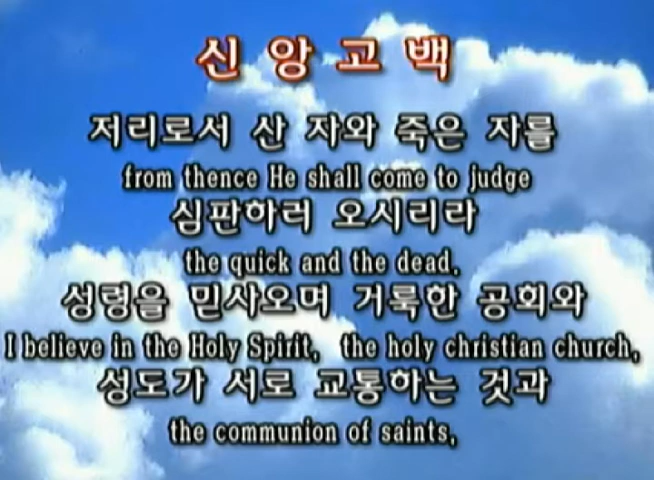 신앙고백
저리로서 산 자와 죽은 자를
from thence He shall come to judge
심판하러 오시리라
the quick and the dead.
성령을 믿사오며 거룩한 공회와
I believe in the Holy Spirit, the holy christian church,
성도가 서로 교통하는 것과
the communion of saints,